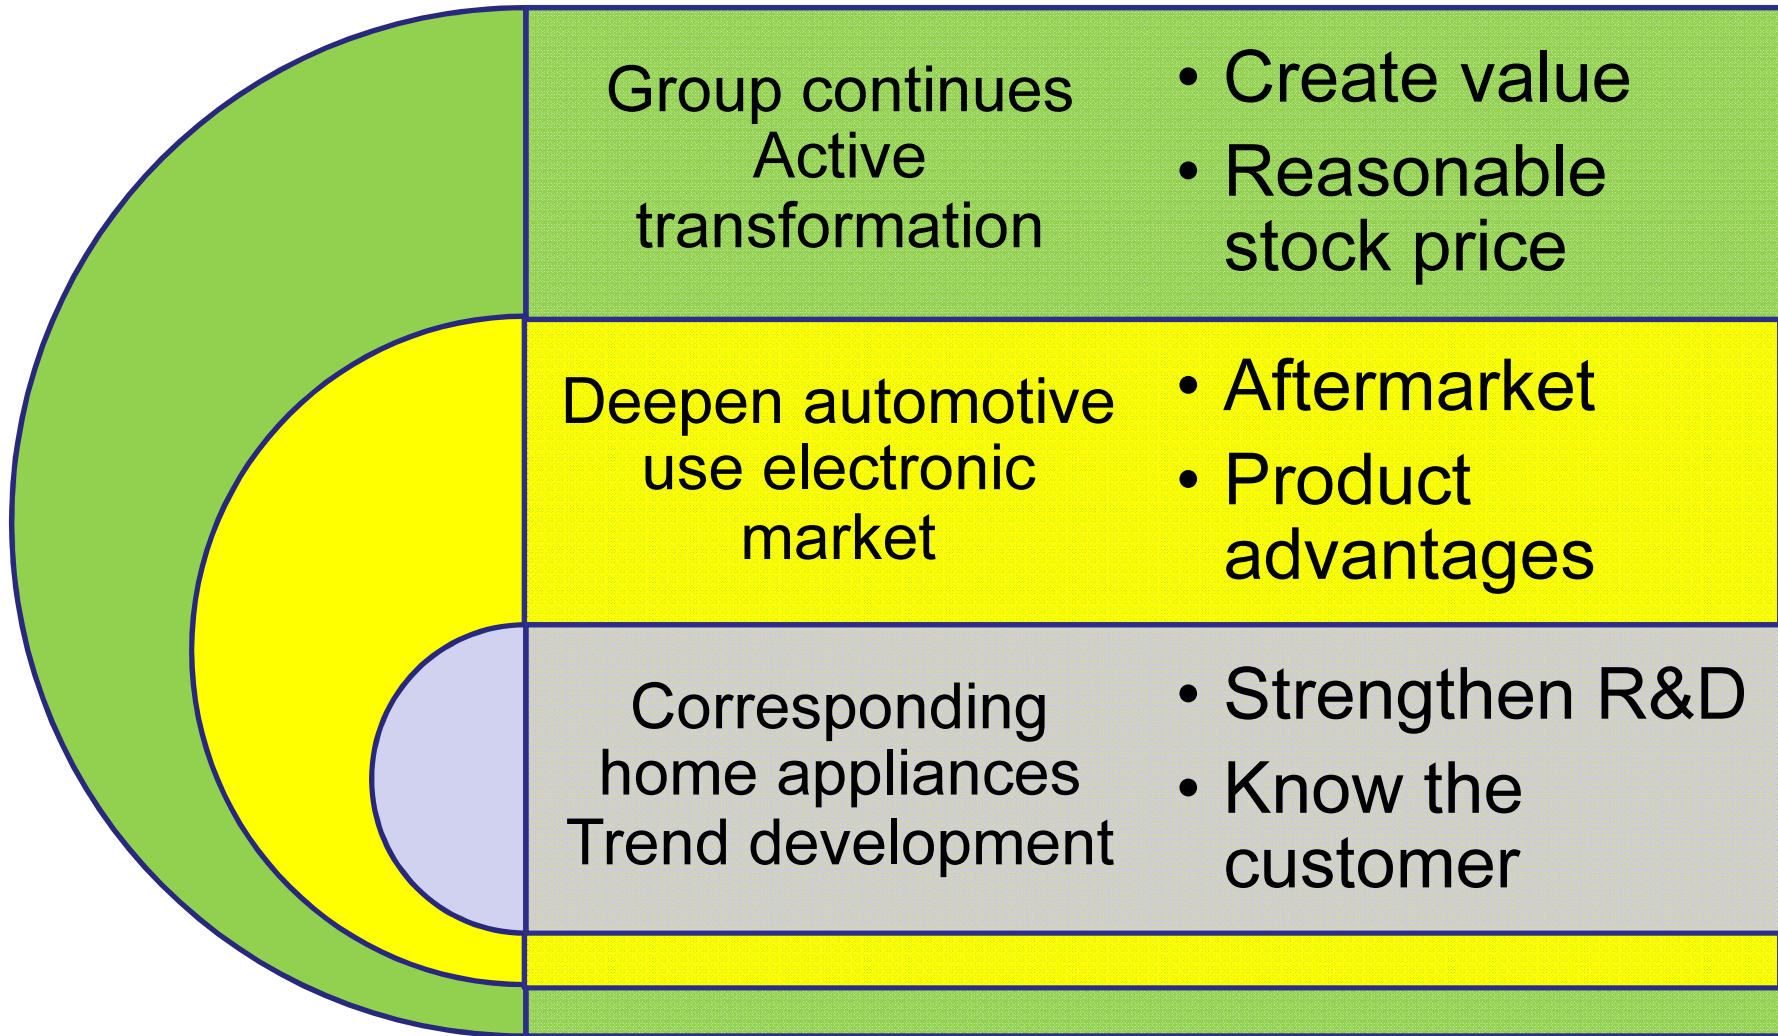 Group continues
Active
transformation
• Create value
• Reasonable
stock price
Deepen automotive
use electronic
market
• Aftermarket
• Product
advantages
Corresponding
home appliances
Trend development
• Strengthen R&D
• Know the
customer